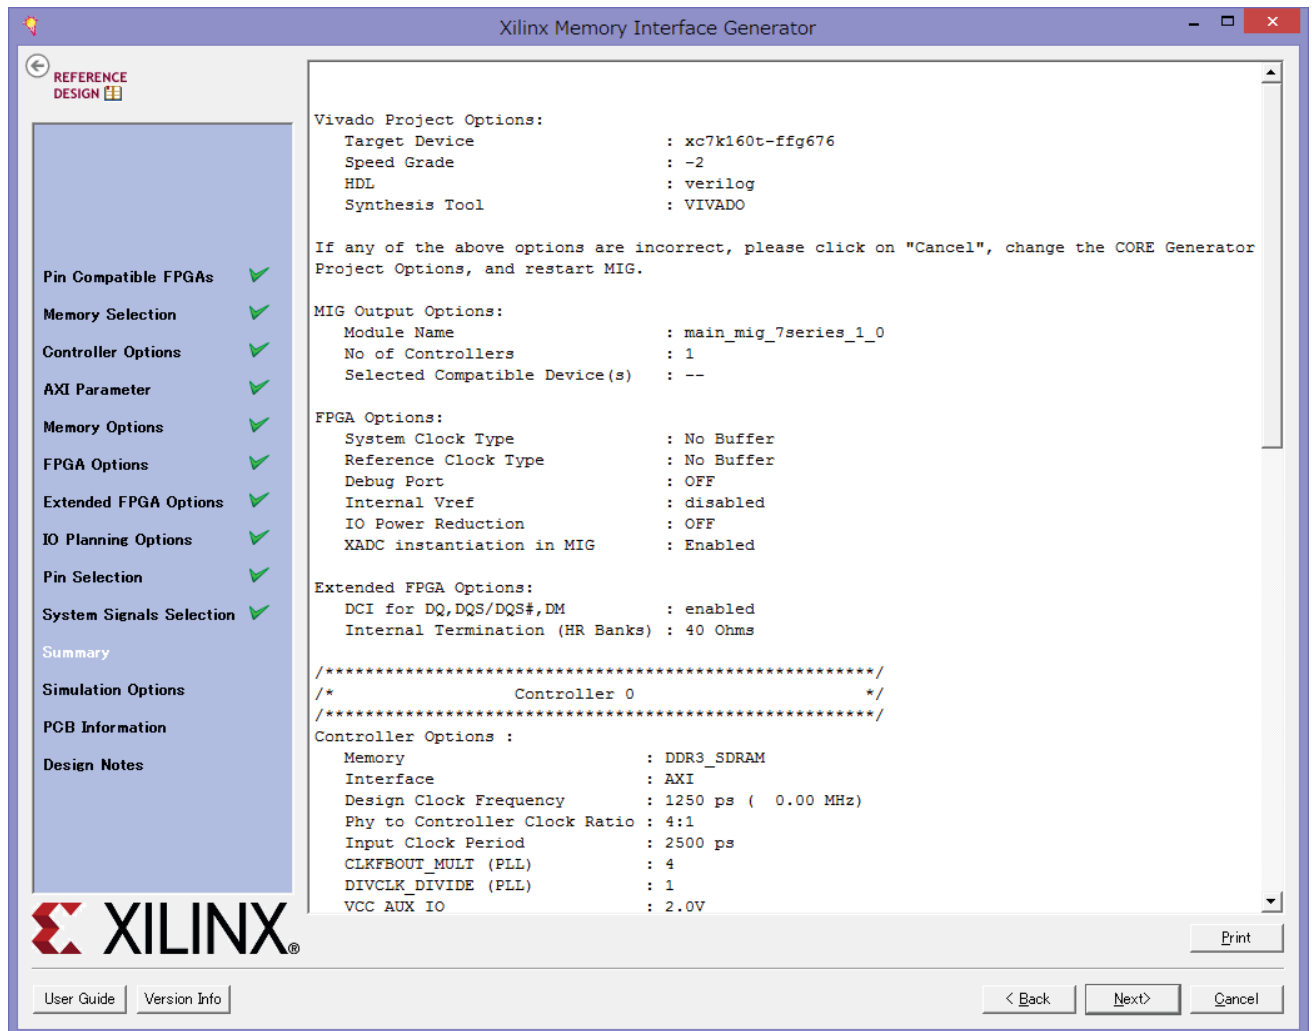 Xilinx Memory Interface Generator
REFERENCE
DESIGN
Pin Compatible FPGAs
Memory Selection
Controller Options
AXI Parameter
Memory Options
FPGA Options
Extended FPGA Options
IO Planning Options
Pin Selection
System Signals Selection
Summary
Simulation Options
PCB Information
Design Notes
Vivado Project Options:
Target Device : xc7k160t-ffg676
Speed Grade : -2
HDL : verilog
Synthesis Tool : VIVADO
If any of the above options are incorrect, please click on "Cancel", change the CORE Generator
Project Options, and restart MIG.
MIG Output Options:
Module Name : main_mig_7series_1_0
No of Controllers : 1
Selected Compatible Device(s) : --
FPGA Options:
System Clock Type : No Buffer
Reference Clock Type : No Buffer
Debug Port : OFF
Internal Vref : disabled
IO Power Reduction : OFF
XADC instantiation in MIG : Enabled
Extended FPGA Options:
DCI for DQ,DQS/DQS#,DM : enabled
Internal Termination (HR Banks) : 40 Ohms
/*******************************************************/
/* Controller 0 */
/*******************************************************/
Controller Options :
Memory : DDR3_SDRAM
Interface : AXI
Design Clock Frequency : 1250 ps ( 0.00 MHz)
Phy to Controller Clock Ratio : 4:1
Input Clock Period : 2500 ps
CLKFBOUT_MULT (PLL) : 4
DIVCLK_DIVIDE (PLL) : 1
VCC AUX IO : 2.0V
XILINX®
Print
User Guide
Version Info
< Back
Next>
Cancel